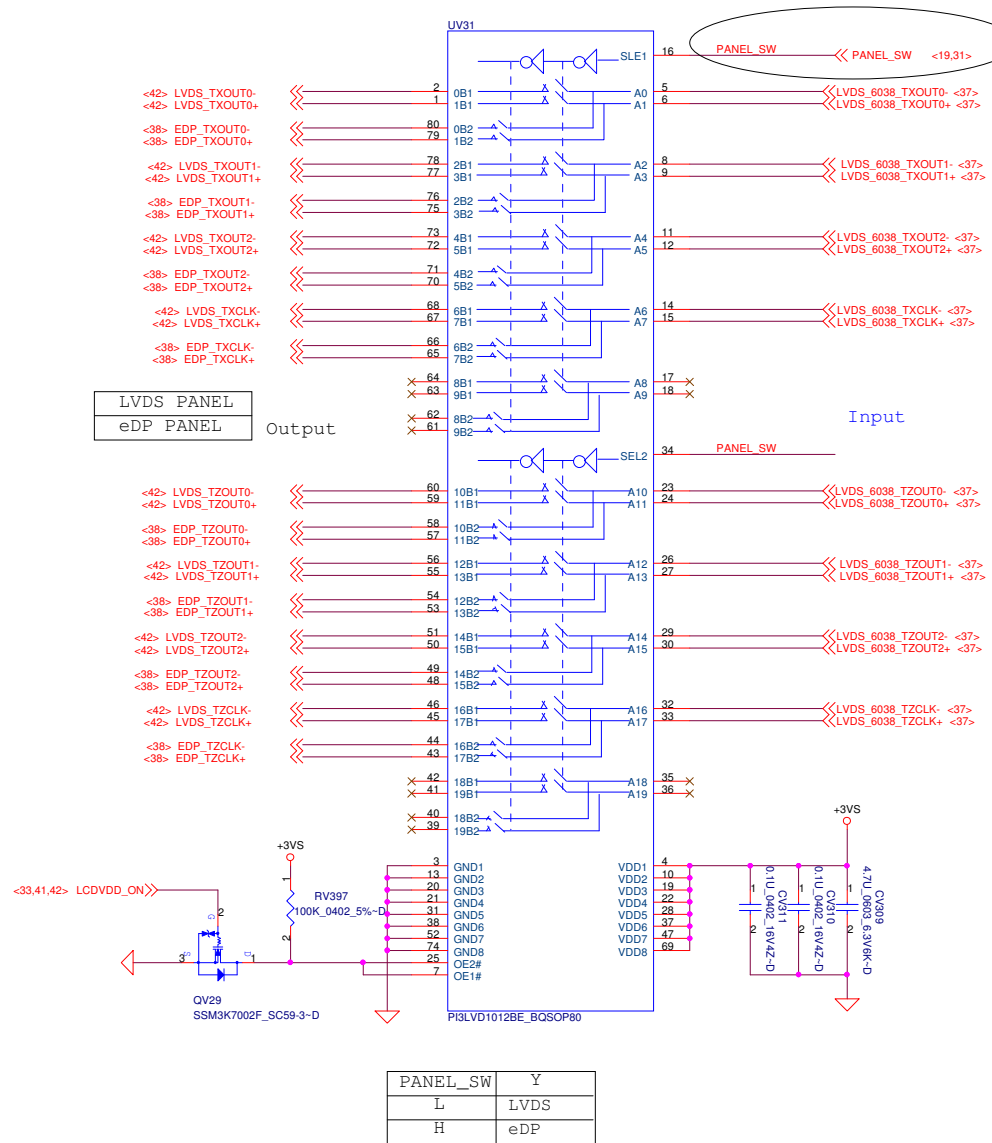 UV31
SLE1 16 PANEL_SW PANEL_SW <19,31>
<42> LVDS_TXOUT0- 2 0B1 A0 5 LVDS_6038_TXOUT0- <37>
<42> LVDS_TXOUT0+ 1 1B1 A1 6 LVDS_6038_TXOUT0+ <37>
<38> EDP_TXOUT0- 80 0B2
<38> EDP_TXOUT0+ 79 1B2
<42> LVDS_TXOUT1- 78 2B1 A2 8 LVDS_6038_TXOUT1- <37>
<42> LVDS_TXOUT1+ 77 3B1 A3 9 LVDS_6038_TXOUT1+ <37>
<38> EDP_TXOUT1- 76 2B2
<38> EDP_TXOUT1+ 75 3B2
<42> LVDS_TXOUT2- 73 4B1 A4 11 LVDS_6038_TXOUT2- <37>
<42> LVDS_TXOUT2+ 72 5B1 A5 12 LVDS_6038_TXOUT2+ <37>
<38> EDP_TXOUT2- 71 4B2
<38> EDP_TXOUT2+ 70 5B2
<42> LVDS_TXCLK- 68 6B1 A6 14 LVDS_6038_TXCLK- <37>
<42> LVDS_TXCLK+ 67 7B1 A7 15 LVDS_6038_TXCLK+ <37>
<38> EDP_TXCLK- 66 6B2
<38> EDP_TXCLK+ 65 7B2
64 8B1 A8 17
63 9B1 A9 18
LVDS PANEL
eDP PANEL
Output
62 8B2
61 9B2
Input
SEL2 34 PANEL_SW
<42> LVDS_TZOUT0- 60 10B1 A10 23 LVDS_6038_TZOUT0- <37>
<42> LVDS_TZOUT0+ 59 11B1 A11 24 LVDS_6038_TZOUT0+ <37>
<38> EDP_TZOUT0- 58 10B2
<38> EDP_TZOUT0+ 57 11B2
<42> LVDS_TZOUT1- 56 12B1 A12 26 LVDS_6038_TZOUT1- <37>
<42> LVDS_TZOUT1+ 55 13B1 A13 27 LVDS_6038_TZOUT1+ <37>
<38> EDP_TZOUT1- 54 12B2
<38> EDP_TZOUT1+ 53 13B2
<42> LVDS_TZOUT2- 51 14B1 A14 29 LVDS_6038_TZOUT2- <37>
<42> LVDS_TZOUT2+ 50 15B1 A15 30 LVDS_6038_TZOUT2+ <37>
<38> EDP_TZOUT2- 49 14B2
<38> EDP_TZOUT2+ 48 15B2
<42> LVDS_TZCLK- 46 16B1 A16 32 LVDS_6038_TZCLK- <37>
<42> LVDS_TZCLK+ 45 17B1 A17 33 LVDS_6038_TZCLK+ <37>
<38> EDP_TZCLK- 44 16B2
<38> EDP_TZCLK+ 43 17B2
42 18B1 A18 35
41 19B1 A19 36
40 18B2
39 19B2
+3VS
+3VS
3 GND1 VDD1 4
13 GND2 VDD2 10
20 GND3 VDD3 19
21 GND4 VDD4 22
31 GND5 VDD5 28
38 GND6 VDD6 37
52 GND7 VDD7 47
74 GND8 VDD8 69
25 OE2#
7 OE1#
<33,41,42> LCDVDD_ON
1
RV397
100K_0402_5%~D
2
2
G
3 S D 1
QV29
SSM3K7002F_SC59-3~D
1 2
CV311
0.1U_0402_16V4Z~D
1 2
CV310
0.1U_0402_16V4Z~D
1 2
CV309
4.7U_0603_6.3V6K~D
PI3LVD1012BE_BQSOP80
PANEL_SW Y
L LVDS
H eDP